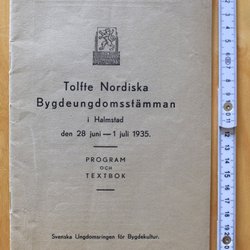 Tolfte Nordiska
Bygdeungdomsstämman
i Halmstad
den 28 juni — 1 juli 1935.
PROGRAM
OCH
TEXTBOK
Svenska Ungdomsringen för Bygdekultur.